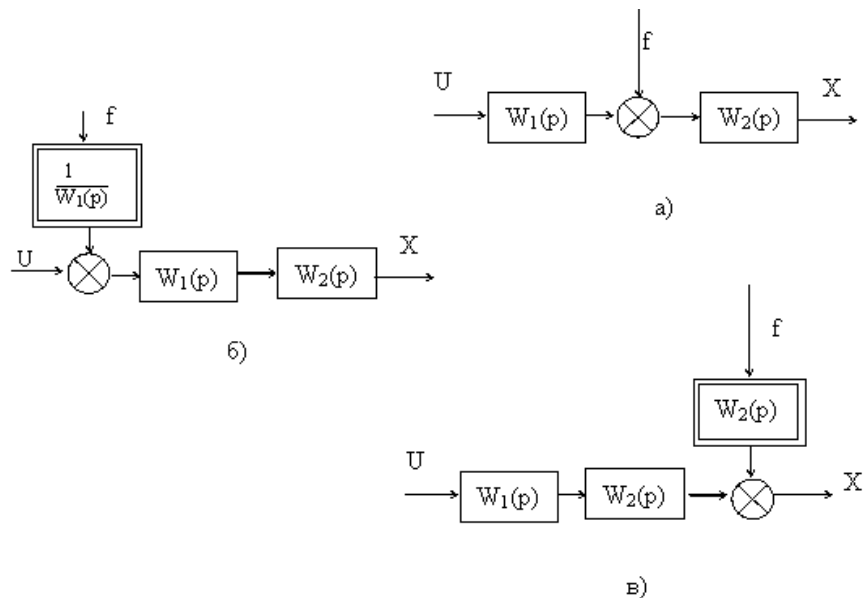 f
U
W₁(p)
W₂(p)
X
а)
f
1
W₁(p)
U
W₁(p)
W₂(p)
X
б)
f
W₂(p)
U
W₁(p)
W₂(p)
X
в)